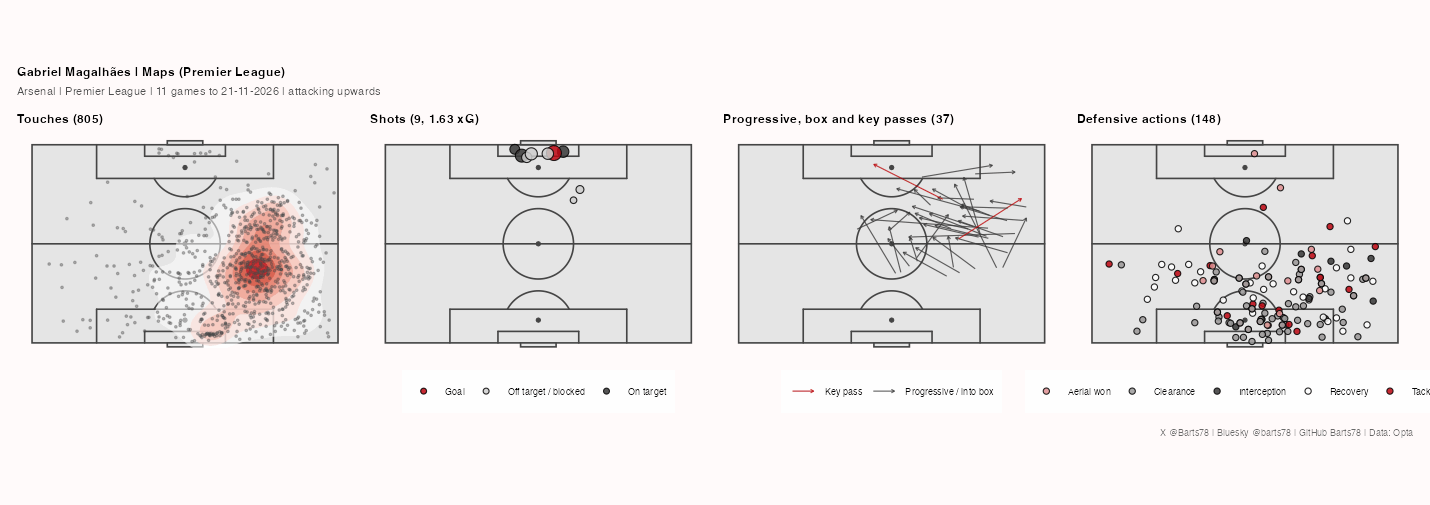 Gabriel Magalhães | Maps (Premier League)
Arsenal | Premier League | 11 games to 21-11-2026 | attacking upwards
Touches (805)
Shots (9, 1.63 xG)
Progressive, box and key passes (37)
Defensive actions (148)
Goal
Off target / blocked
On target
Key pass
Progressive / into box
Aerial won
Clearance
Interception
Recovery
Tack
X @Barts78 | Bluesky @barts78 | GitHub Barts78 | Data: Opta